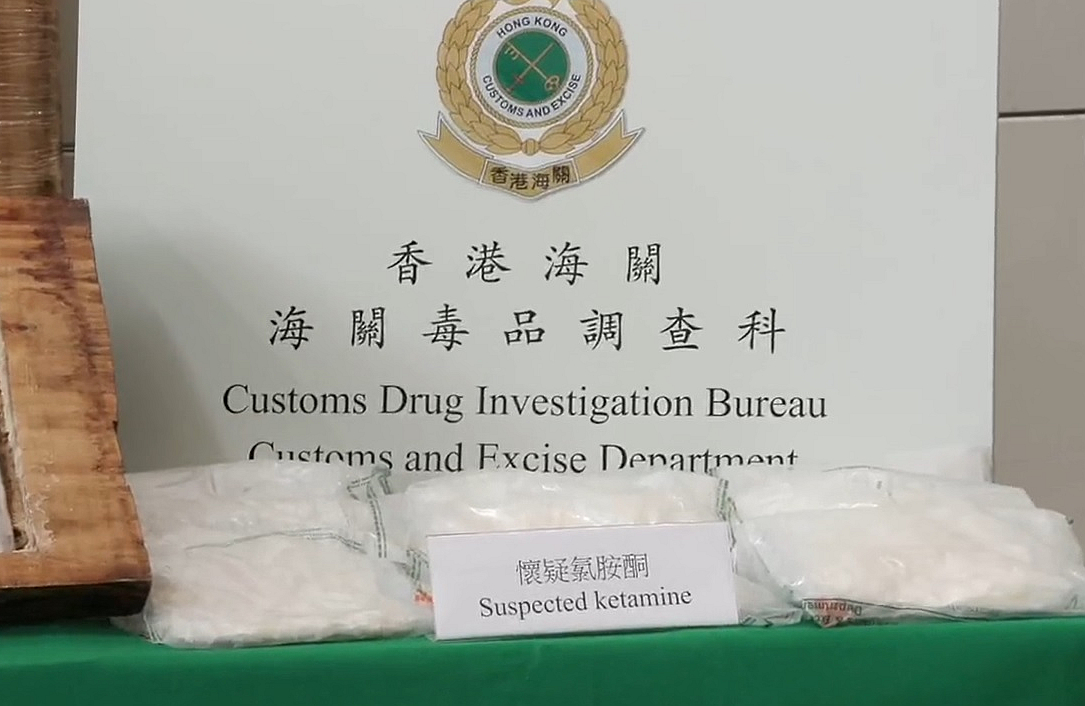 HONG KONG
CUSTOMS AND EXCISE
香港海關
香港海關
海關毒品調查科
Customs Drug Investigation Bureau
Customs and Excise Department
懷疑氯胺酮
Suspected ketamine